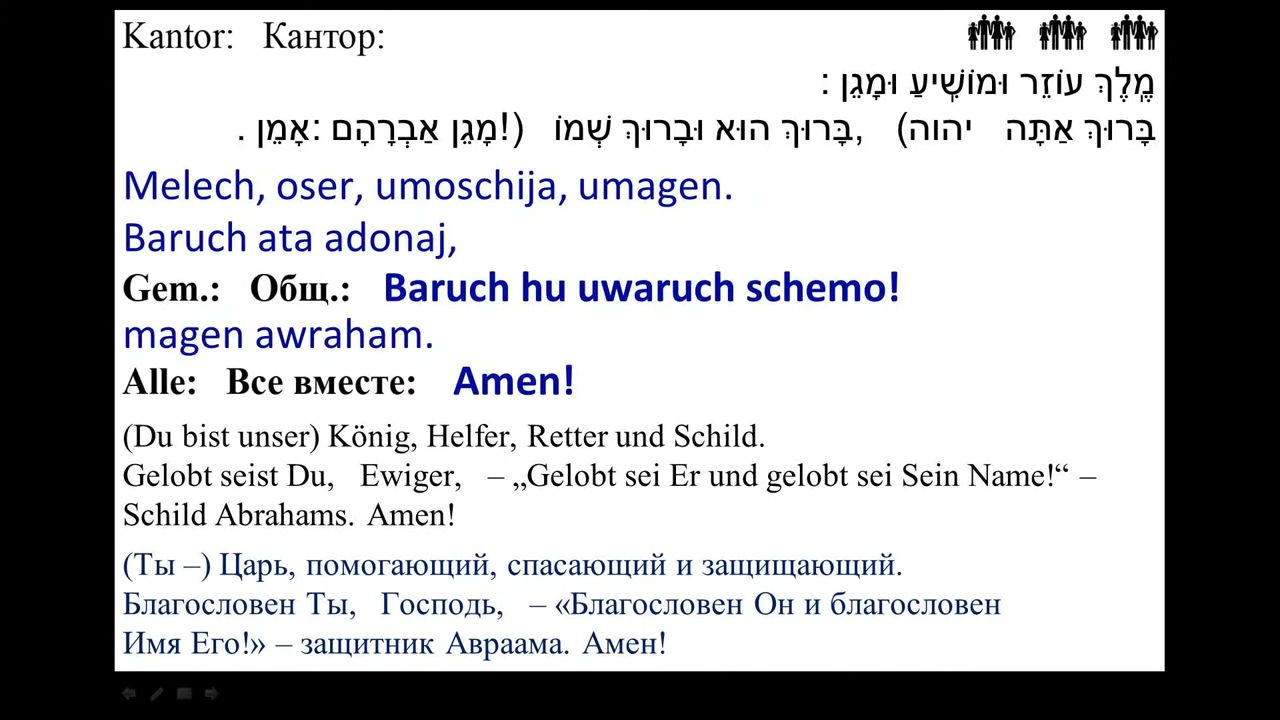 Kantor: Кантор:
מֶֽלֶךְ עוֹזֵר וּמוֹשִֽׁיעַ וּמָגֵן :
בָּרוּךְ אַתָּה יהוה (, בָּרוּךְ הוּא וּבָרוּךְ שְׁמוֹ !) מָגֵן אַבְרָהָם: אָמֵן .
Melech, oser, umoschija, umagen.
Baruch ata adonaj,
Gem.: Общ.: Baruch hu uwaruch schemo!
magen awraham.
Alle: Все вместе: Amen!
(Du bist unser) König, Helfer, Retter und Schild.
Gelobt seist Du, Ewiger, – „Gelobt sei Er und gelobt sei Sein Name!“ –
Schild Abrahams. Amen!
(Ты –) Царь, помогающий, спасающий и защищающий.
Благословен Ты, Господь, – «Благословен Он и благословен
Имя Его!» – защитник Авраама. Амен!